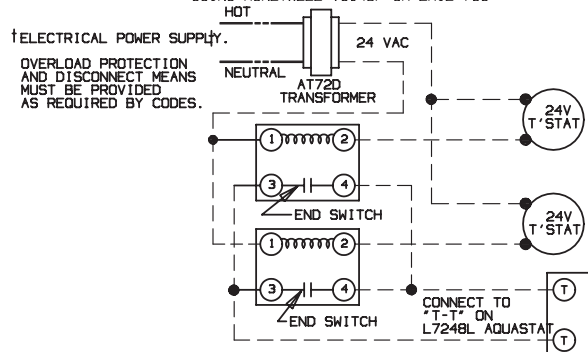 HOT
†ELECTRICAL POWER SUPPLY†.
24 VAC
OVERLOAD PROTECTION
AND DISCONNECT MEANS
MUST BE PROVIDED
AS REQUIRED BY CODES.
NEUTRAL
AT72D
TRANSFORMER
24V
T'STAT
1 2
3 4
END SWITCH
24V
T'STAT
1 2
3 4
END SWITCH
CONNECT TO
"T-T" ON
L7248L AQUASTAT
T
T